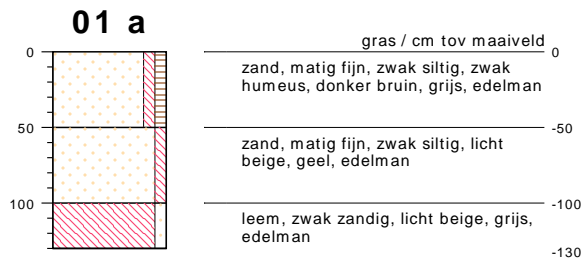 01 a
gras / cm tov maaiveld
0
0
zand, matig fijn, zwak siltig, zwak
humeus, donker bruin, grijs, edelman
50
-50
zand, matig fijn, zwak siltig, licht
beige, geel, edelman
100
-100
leem, zwak zandig, licht beige, grijs,
edelman
-130